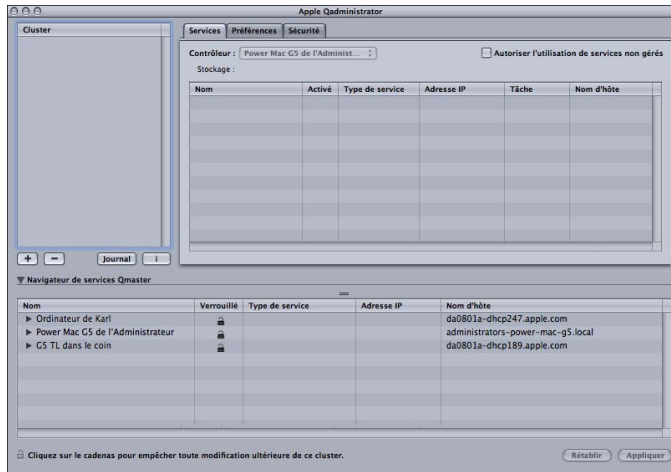 Apple Qadministrator
Cluster
Services Préférences Sécurité
Contrôleur : Power Mac G5 de l'Administ...
Autoriser l'utilisation de services non gérés
Stockage :
Nom Activé Type de service Adresse IP Tâche Nom d'hôte
+ − Journal i
Navigateur de services Qmaster
Nom Verrouillé Type de service Adresse IP Nom d'hôte
Ordinateur de Karl da0801a-dhcp247.apple.com
Power Mac G5 de l'Administrateur administrators-power-mac-g5.local
G5 TL dans le coin da0801a-dhcp189.apple.com
Cliquez sur le cadenas pour empêcher toute modification ultérieure de ce cluster.
Rétablir Appliquer